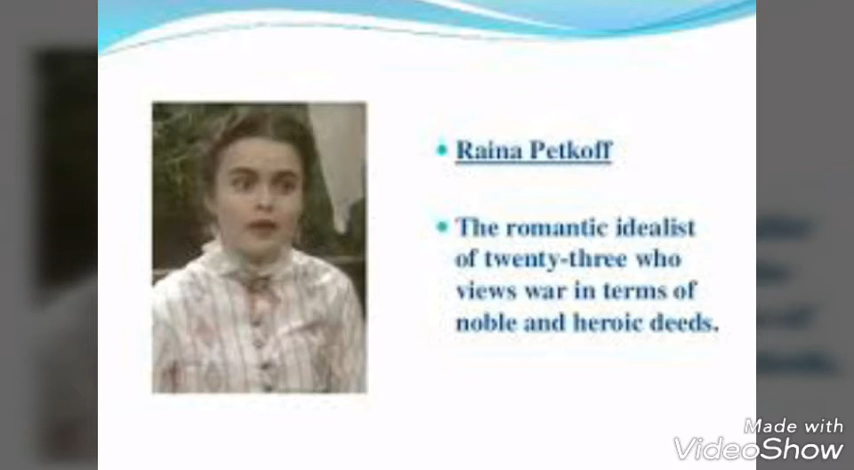 Raina Petkoff
The romantic idealist
of twenty-three who
views war in terms of
noble and heroic deeds.
Made with
VideoShow